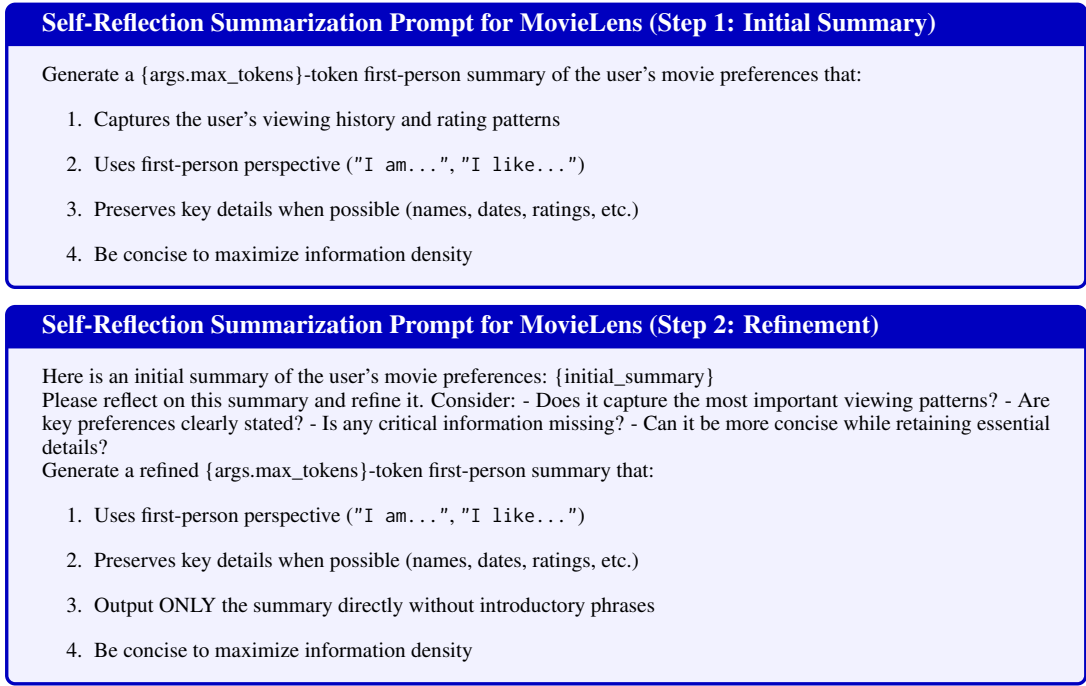 Self-Reflection Summarization Prompt for MovieLens (Step 1: Initial Summary)
Generate a {args.max_tokens}-token first-person summary of the user's movie preferences that:
1. Captures the user's viewing history and rating patterns
2. Uses first-person perspective ("I am...", "I like...")
3. Preserves key details when possible (names, dates, ratings, etc.)
4. Be concise to maximize information density
Self-Reflection Summarization Prompt for MovieLens (Step 2: Refinement)
Here is an initial summary of the user's movie preferences: {initial_summary}
Please reflect on this summary and refine it. Consider: - Does it capture the most important viewing patterns? - Are
key preferences clearly stated? - Is any critical information missing? - Can it be more concise while retaining essential
details?
Generate a refined {args.max_tokens}-token first-person summary that:
1. Uses first-person perspective ("I am...", "I like...")
2. Preserves key details when possible (names, dates, ratings, etc.)
3. Output ONLY the summary directly without introductory phrases
4. Be concise to maximize information density